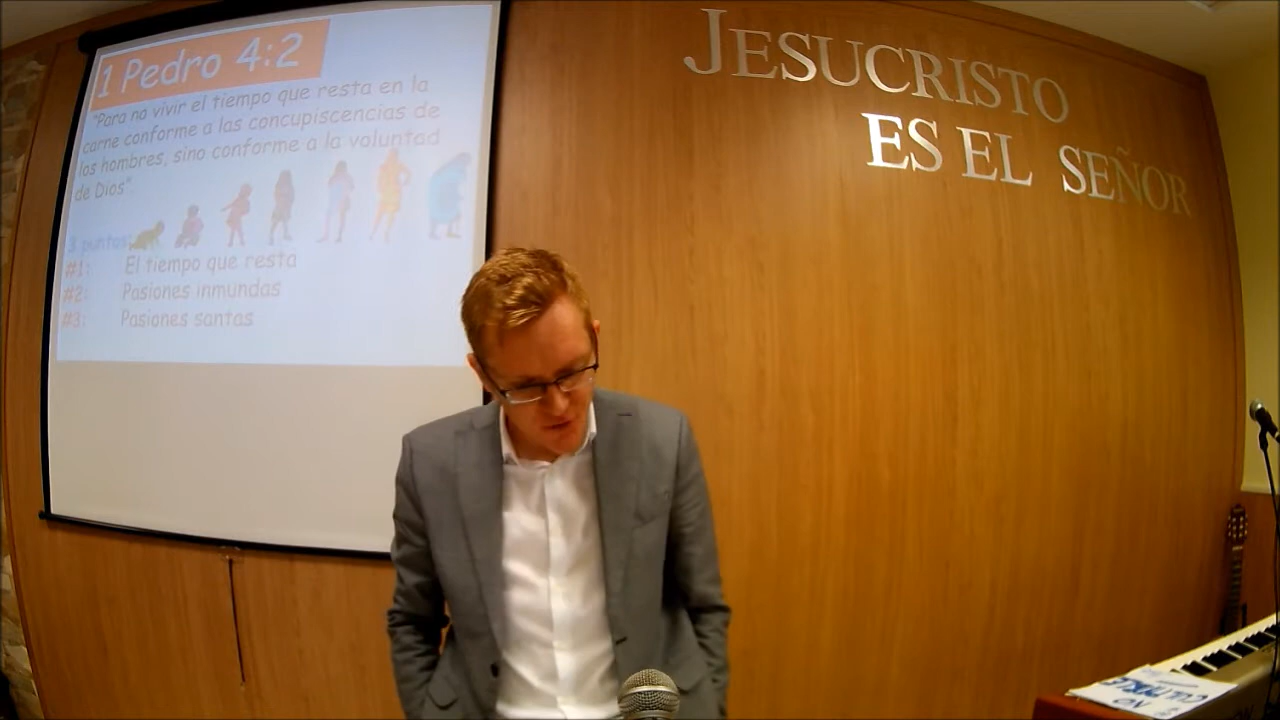 1 Pedro 4:2
"Para no vivir el tiempo que resta en la
carne conforme a las concupiscencias de
los hombres, sino conforme a la voluntad
de Dios".
3 puntos:
#1: El tiempo que resta
#2: Pasiones inmundas
#3: Pasiones santas
JESUCRISTO
ES EL SEÑOR
NO